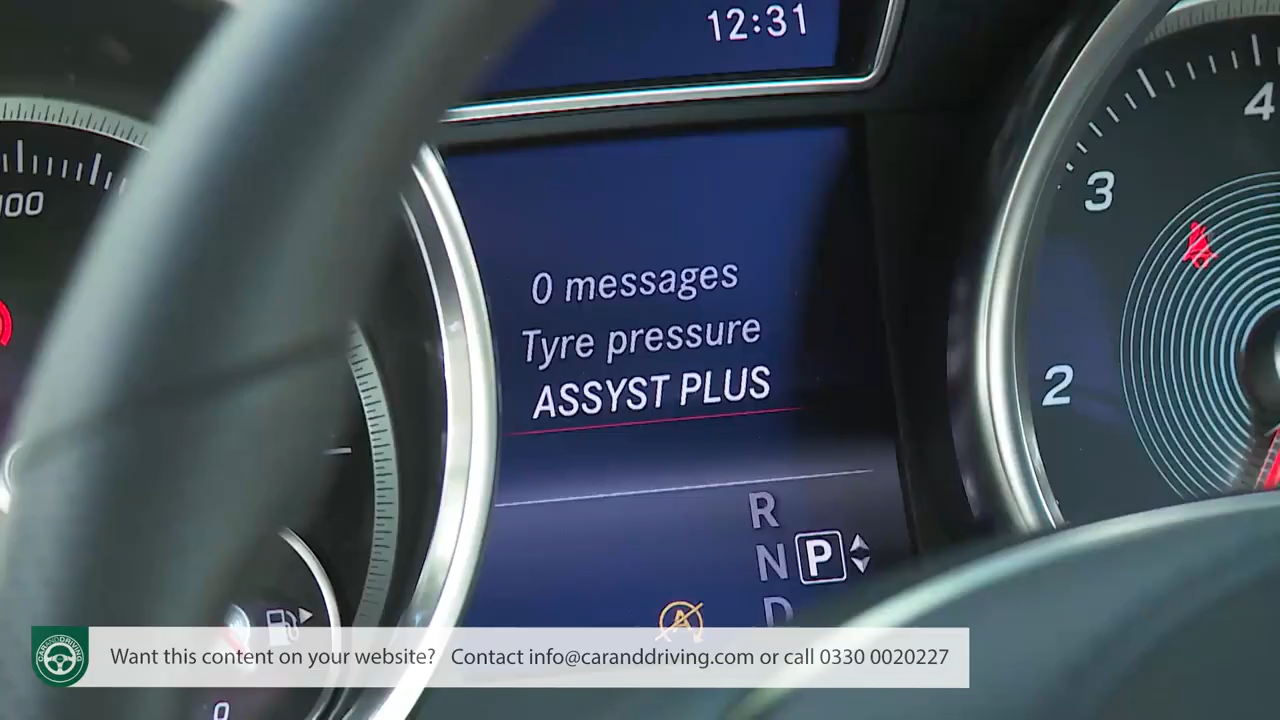 12:31
100
4
3
0 messages
Tyre pressure
ASSYST PLUS
2
R
N P
D
CARANDDRIVING
Want this content on your website? Contact info@caranddriving.com or call 0330 0020227
0